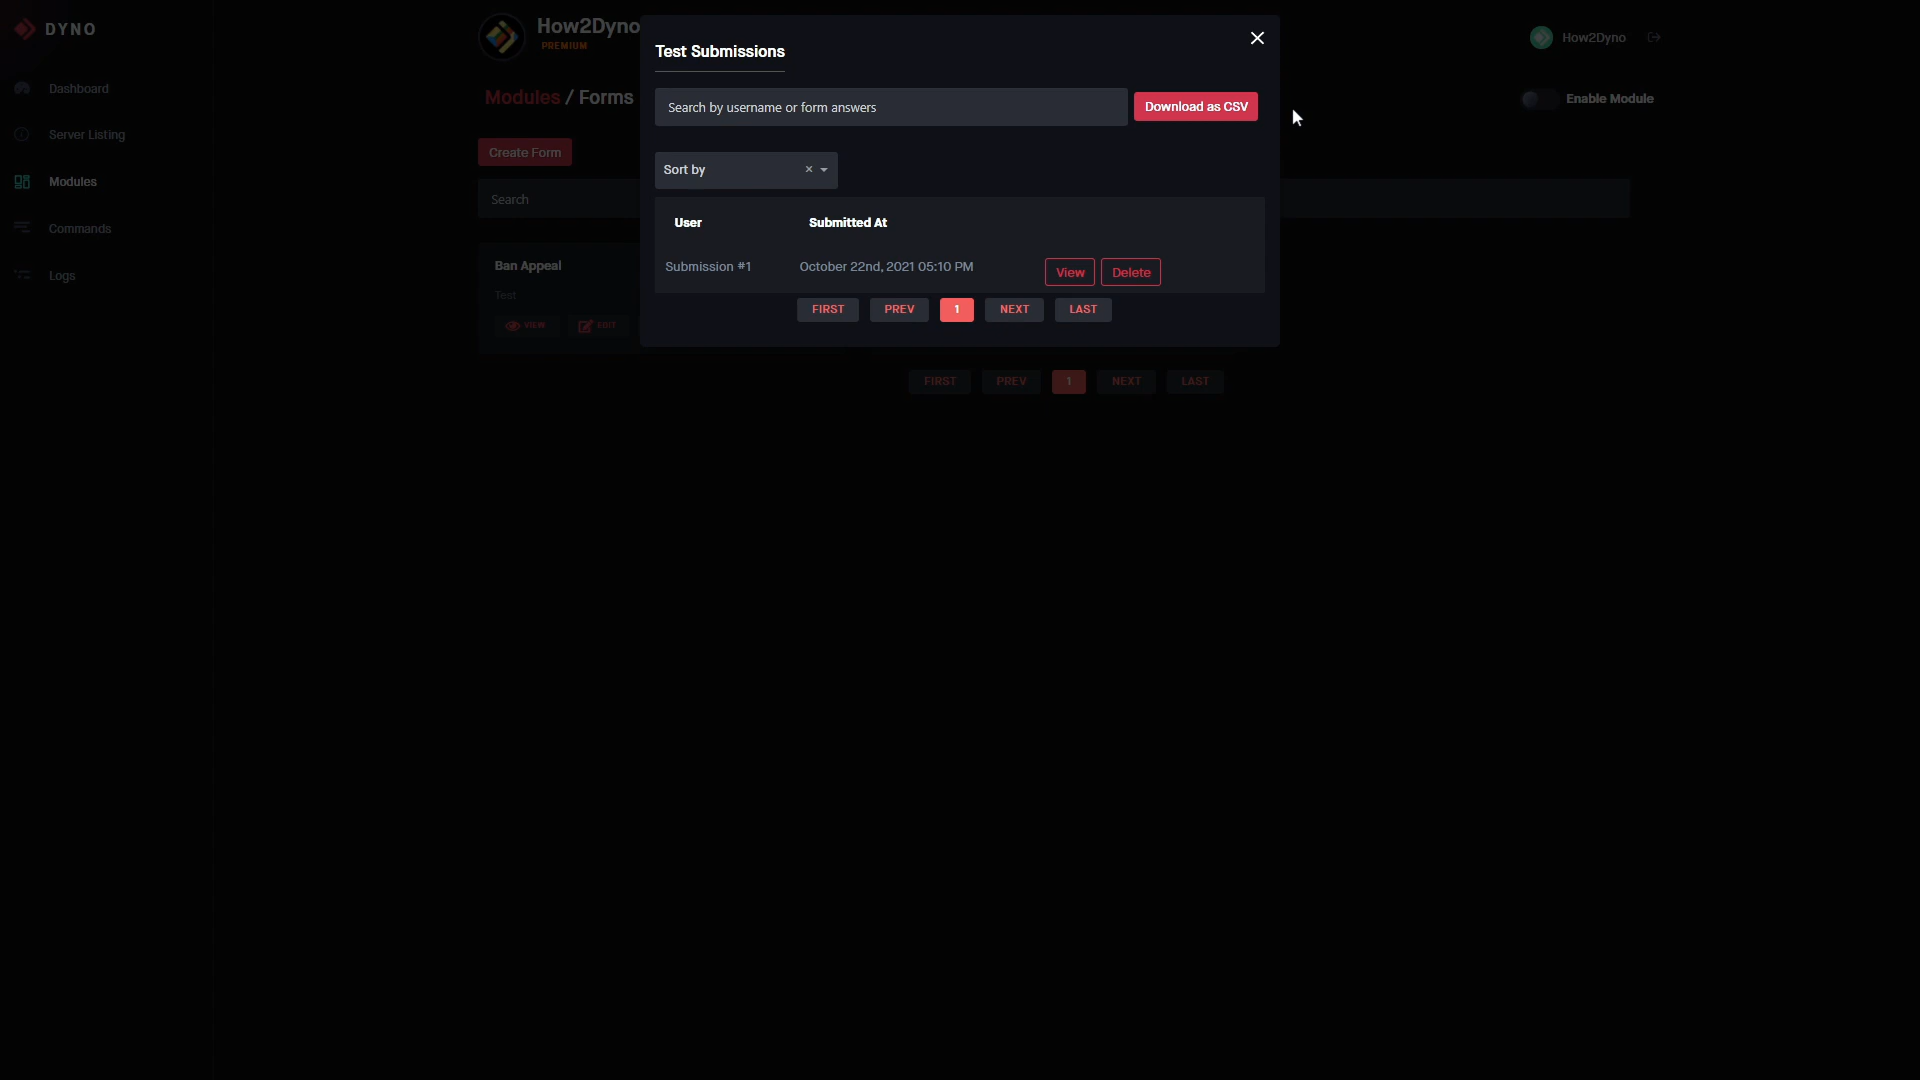 DYNO
Dashboard
Server Listing
Modules
Commands
Logs
How2Dyno
PREMIUM
Modules / Forms
Create Form
Search
Ban Appeal
Test
VIEW
EDIT
How2Dyno
Enable Module
Test Submissions
Search by username or form answers
Download as CSV
Sort by
User Submitted At
Submission #1 October 22nd, 2021 05:10 PM View Delete
FIRST PREV 1 NEXT LAST
FIRST PREV 1 NEXT LAST